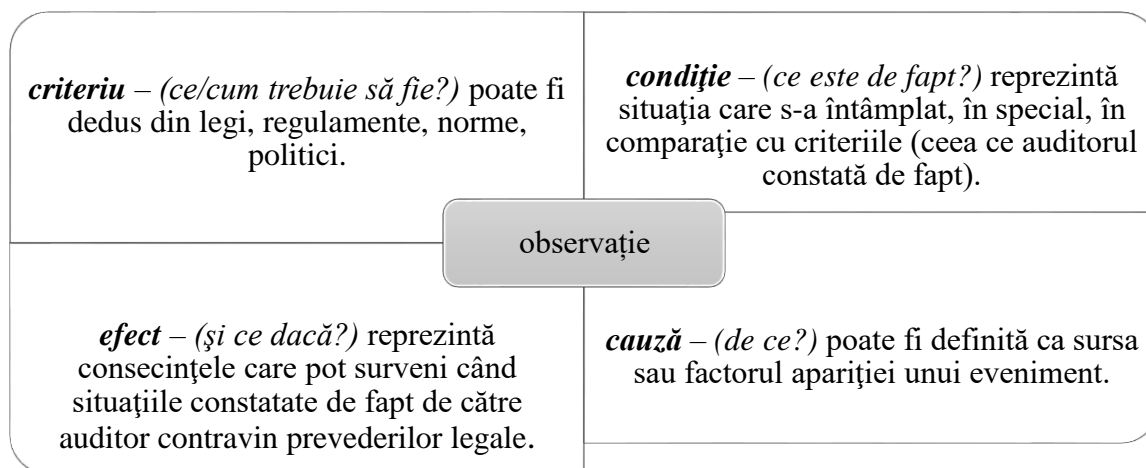 criteriu – (ce/cum trebuie să fie?) poate fi
dedus din legi, regulamente, norme,
politici.
condiţie – (ce este de fapt?) reprezintă
situaţia care s-a întâmplat, în special, în
comparaţie cu criteriile (ceea ce auditorul
constată de fapt).
observație
efect – (şi ce dacă?) reprezintă
consecinţele care pot surveni când
situaţiile constatate de fapt de către
auditor contravin prevederilor legale.
cauză – (de ce?) poate fi definită ca sursa
sau factorul apariţiei unui eveniment.